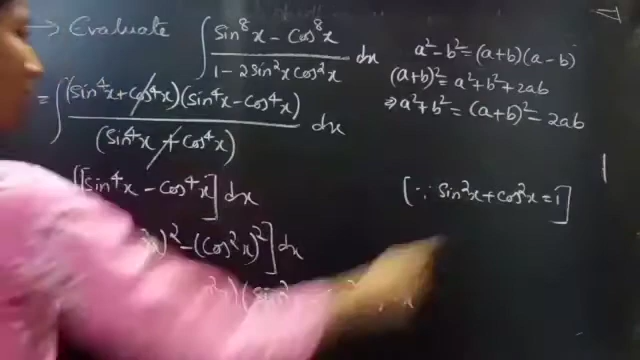 → Evaluate ∫ (sin⁸x − cos⁸x)/(1 − 2sin²x cos²x) dx
= ∫ (sin⁴x + cos⁴x)(sin⁴x − cos⁴x)/(sin⁴x + cos⁴x) dx
[sin⁴x − cos⁴x] dx
)² − (cos²x)²] dx
)(sin²
a² − b² = (a+b)(a−b)
(a+b)² = a² + b² + 2ab
⇒ a² + b² = (a+b)² − 2ab
[∵ sin²x + cos²x = 1]